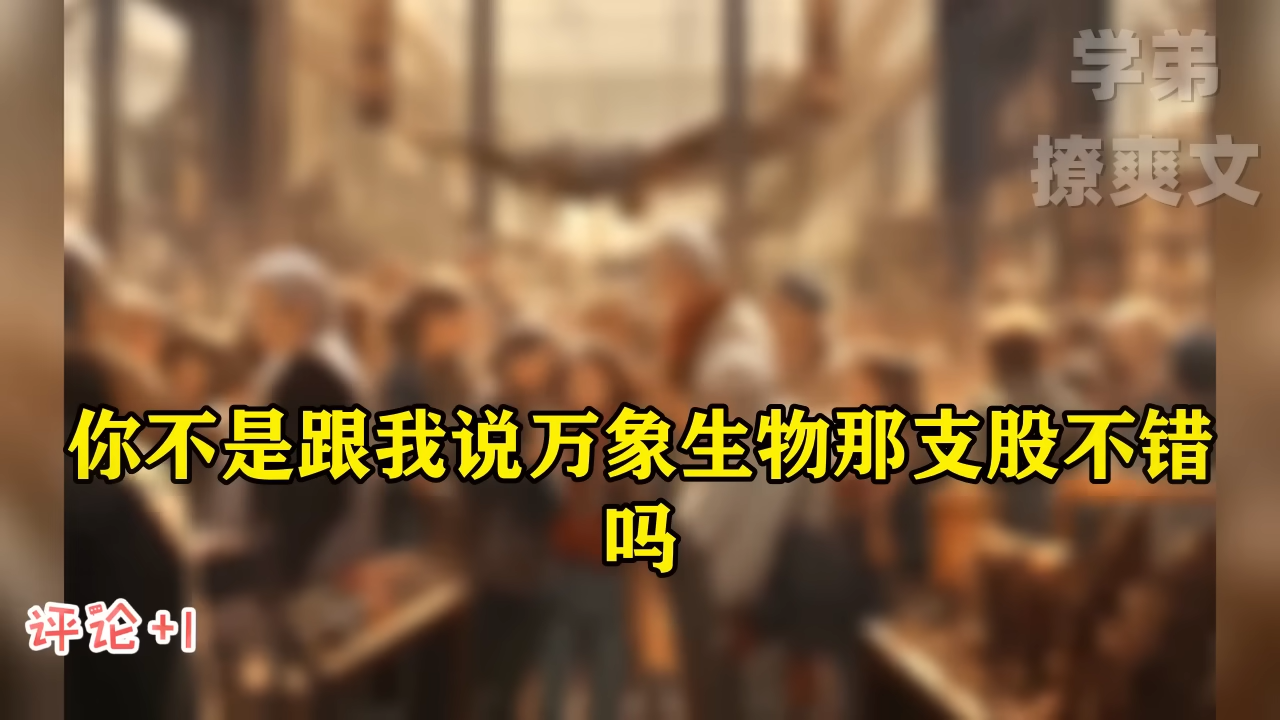 学弟
撩爽文
你不是跟我说万象生物那支股不错
吗
评论+1